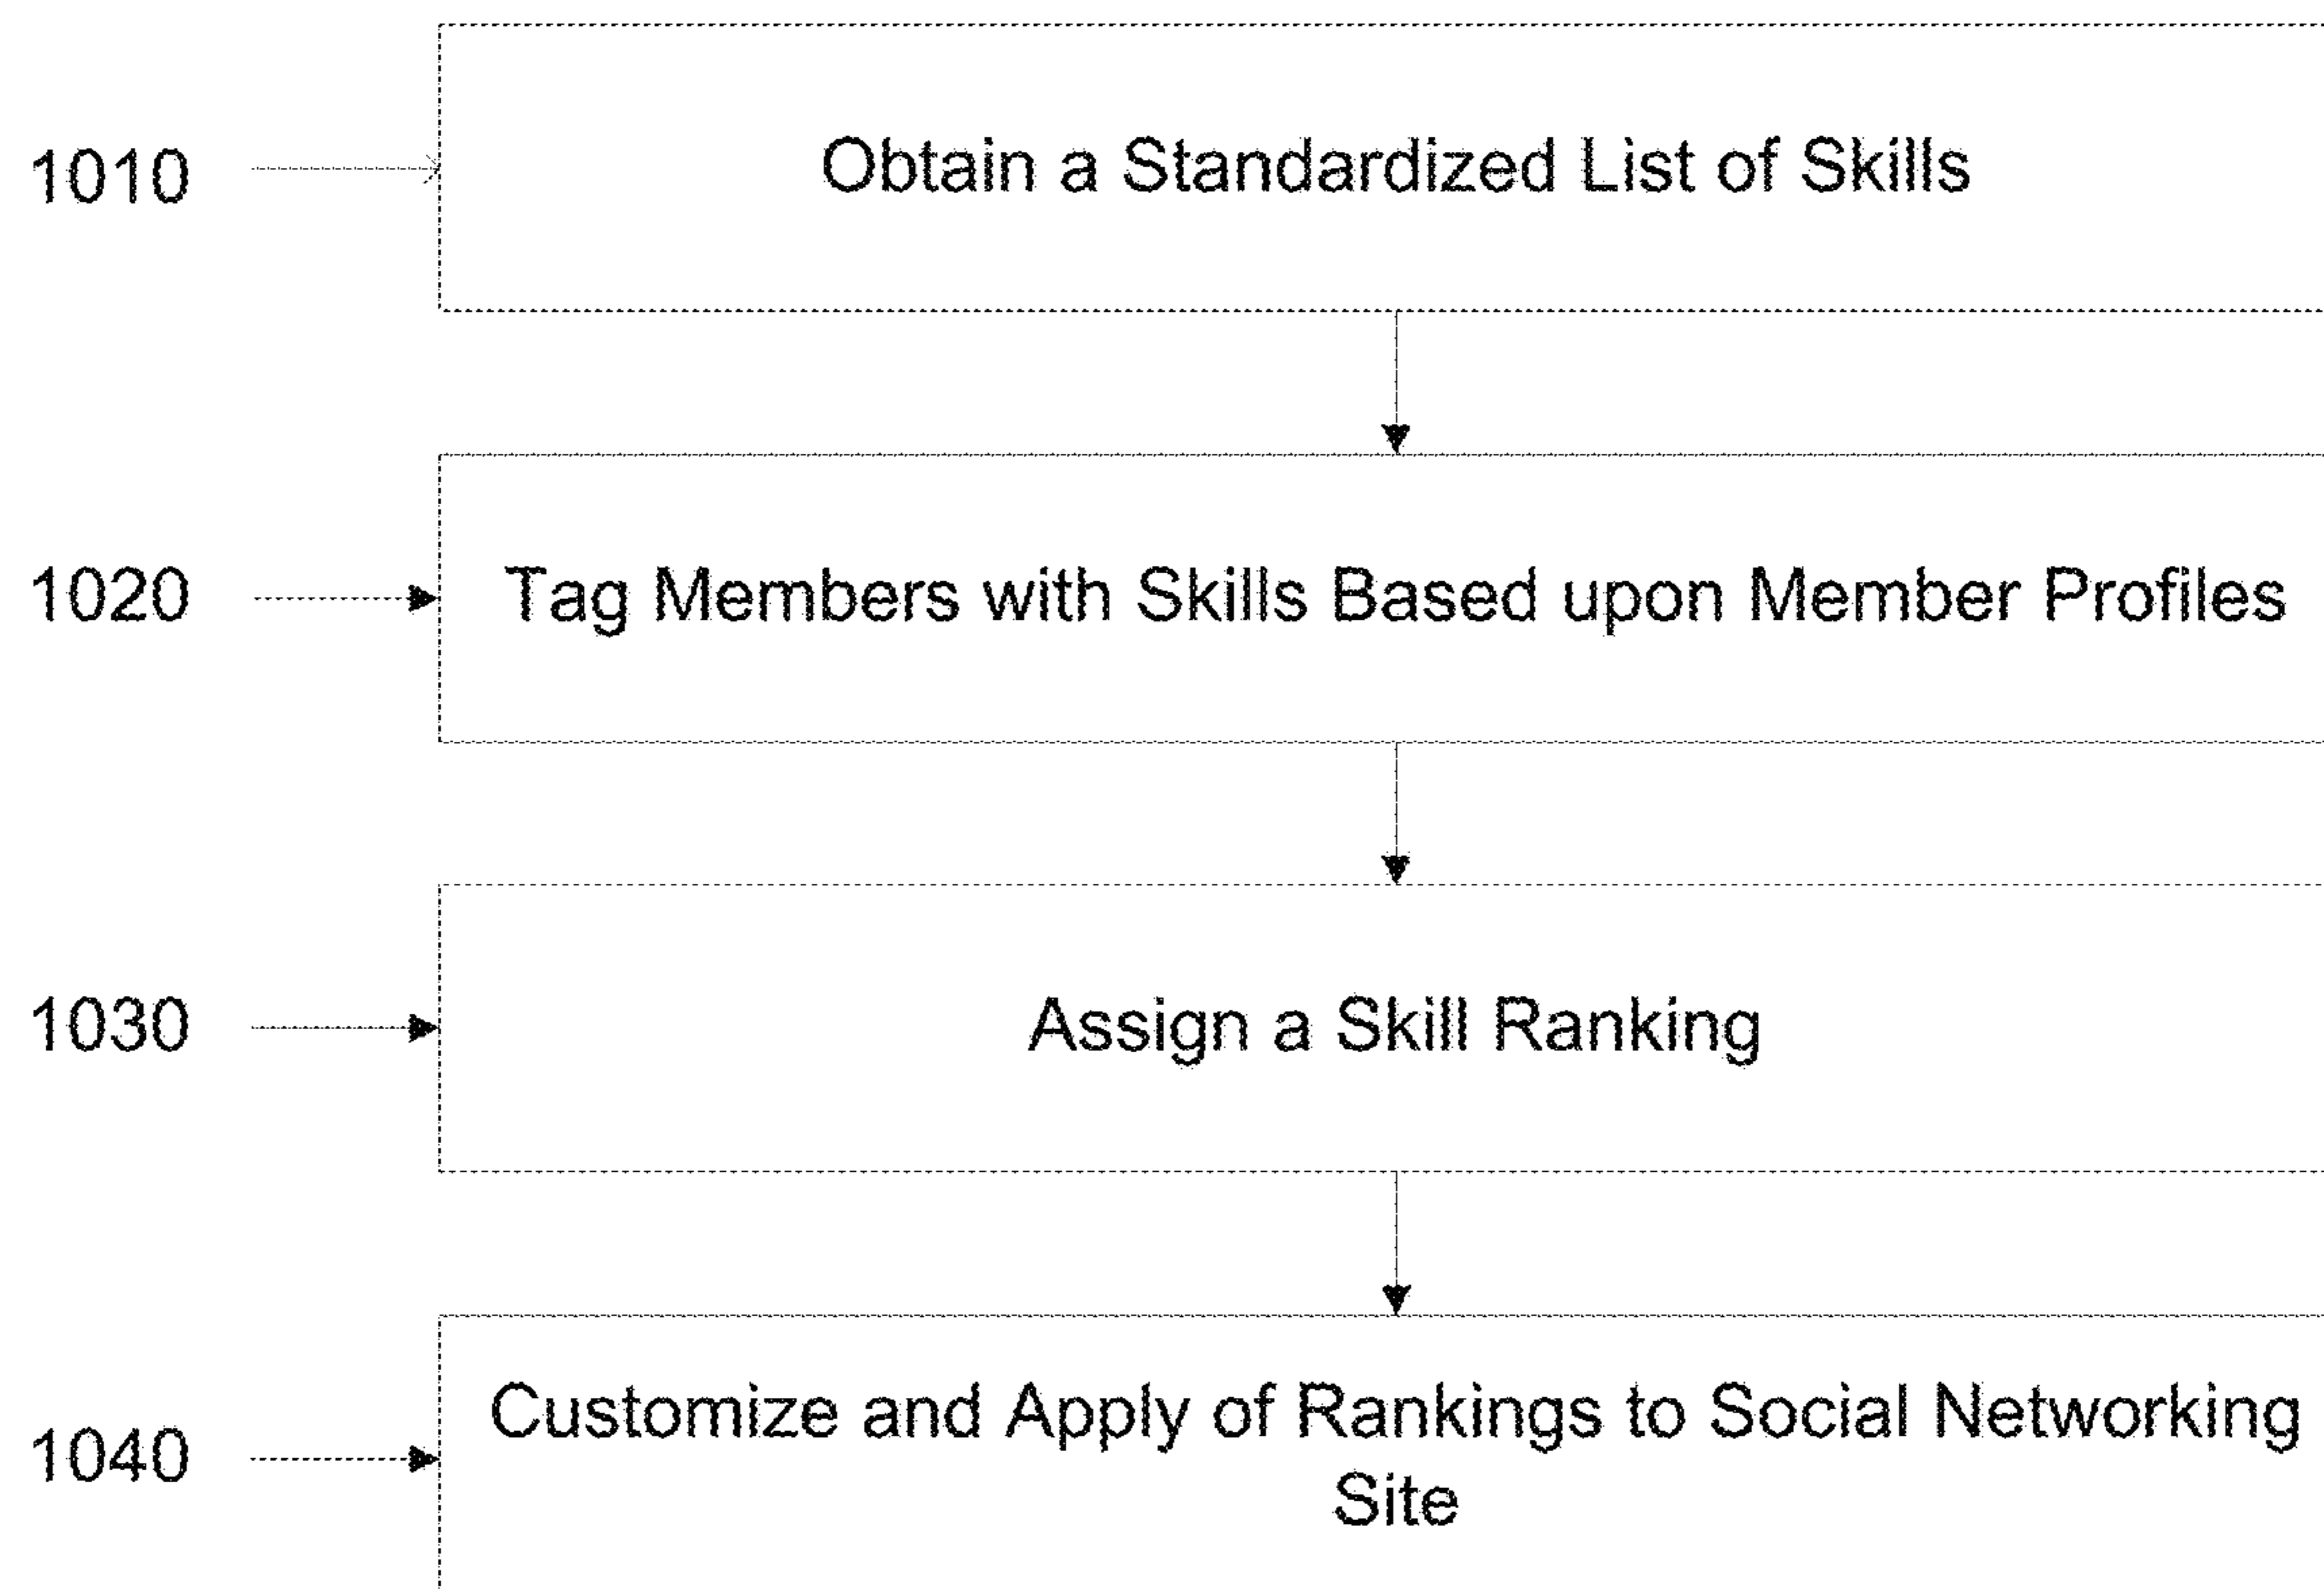 1010
Obtain a Standardized List of Skills
1020
Tag Members with Skills Based upon Member Profiles
1030
Assign a Skill Ranking
1040
Customize and Apply of Rankings to Social Networking
Site